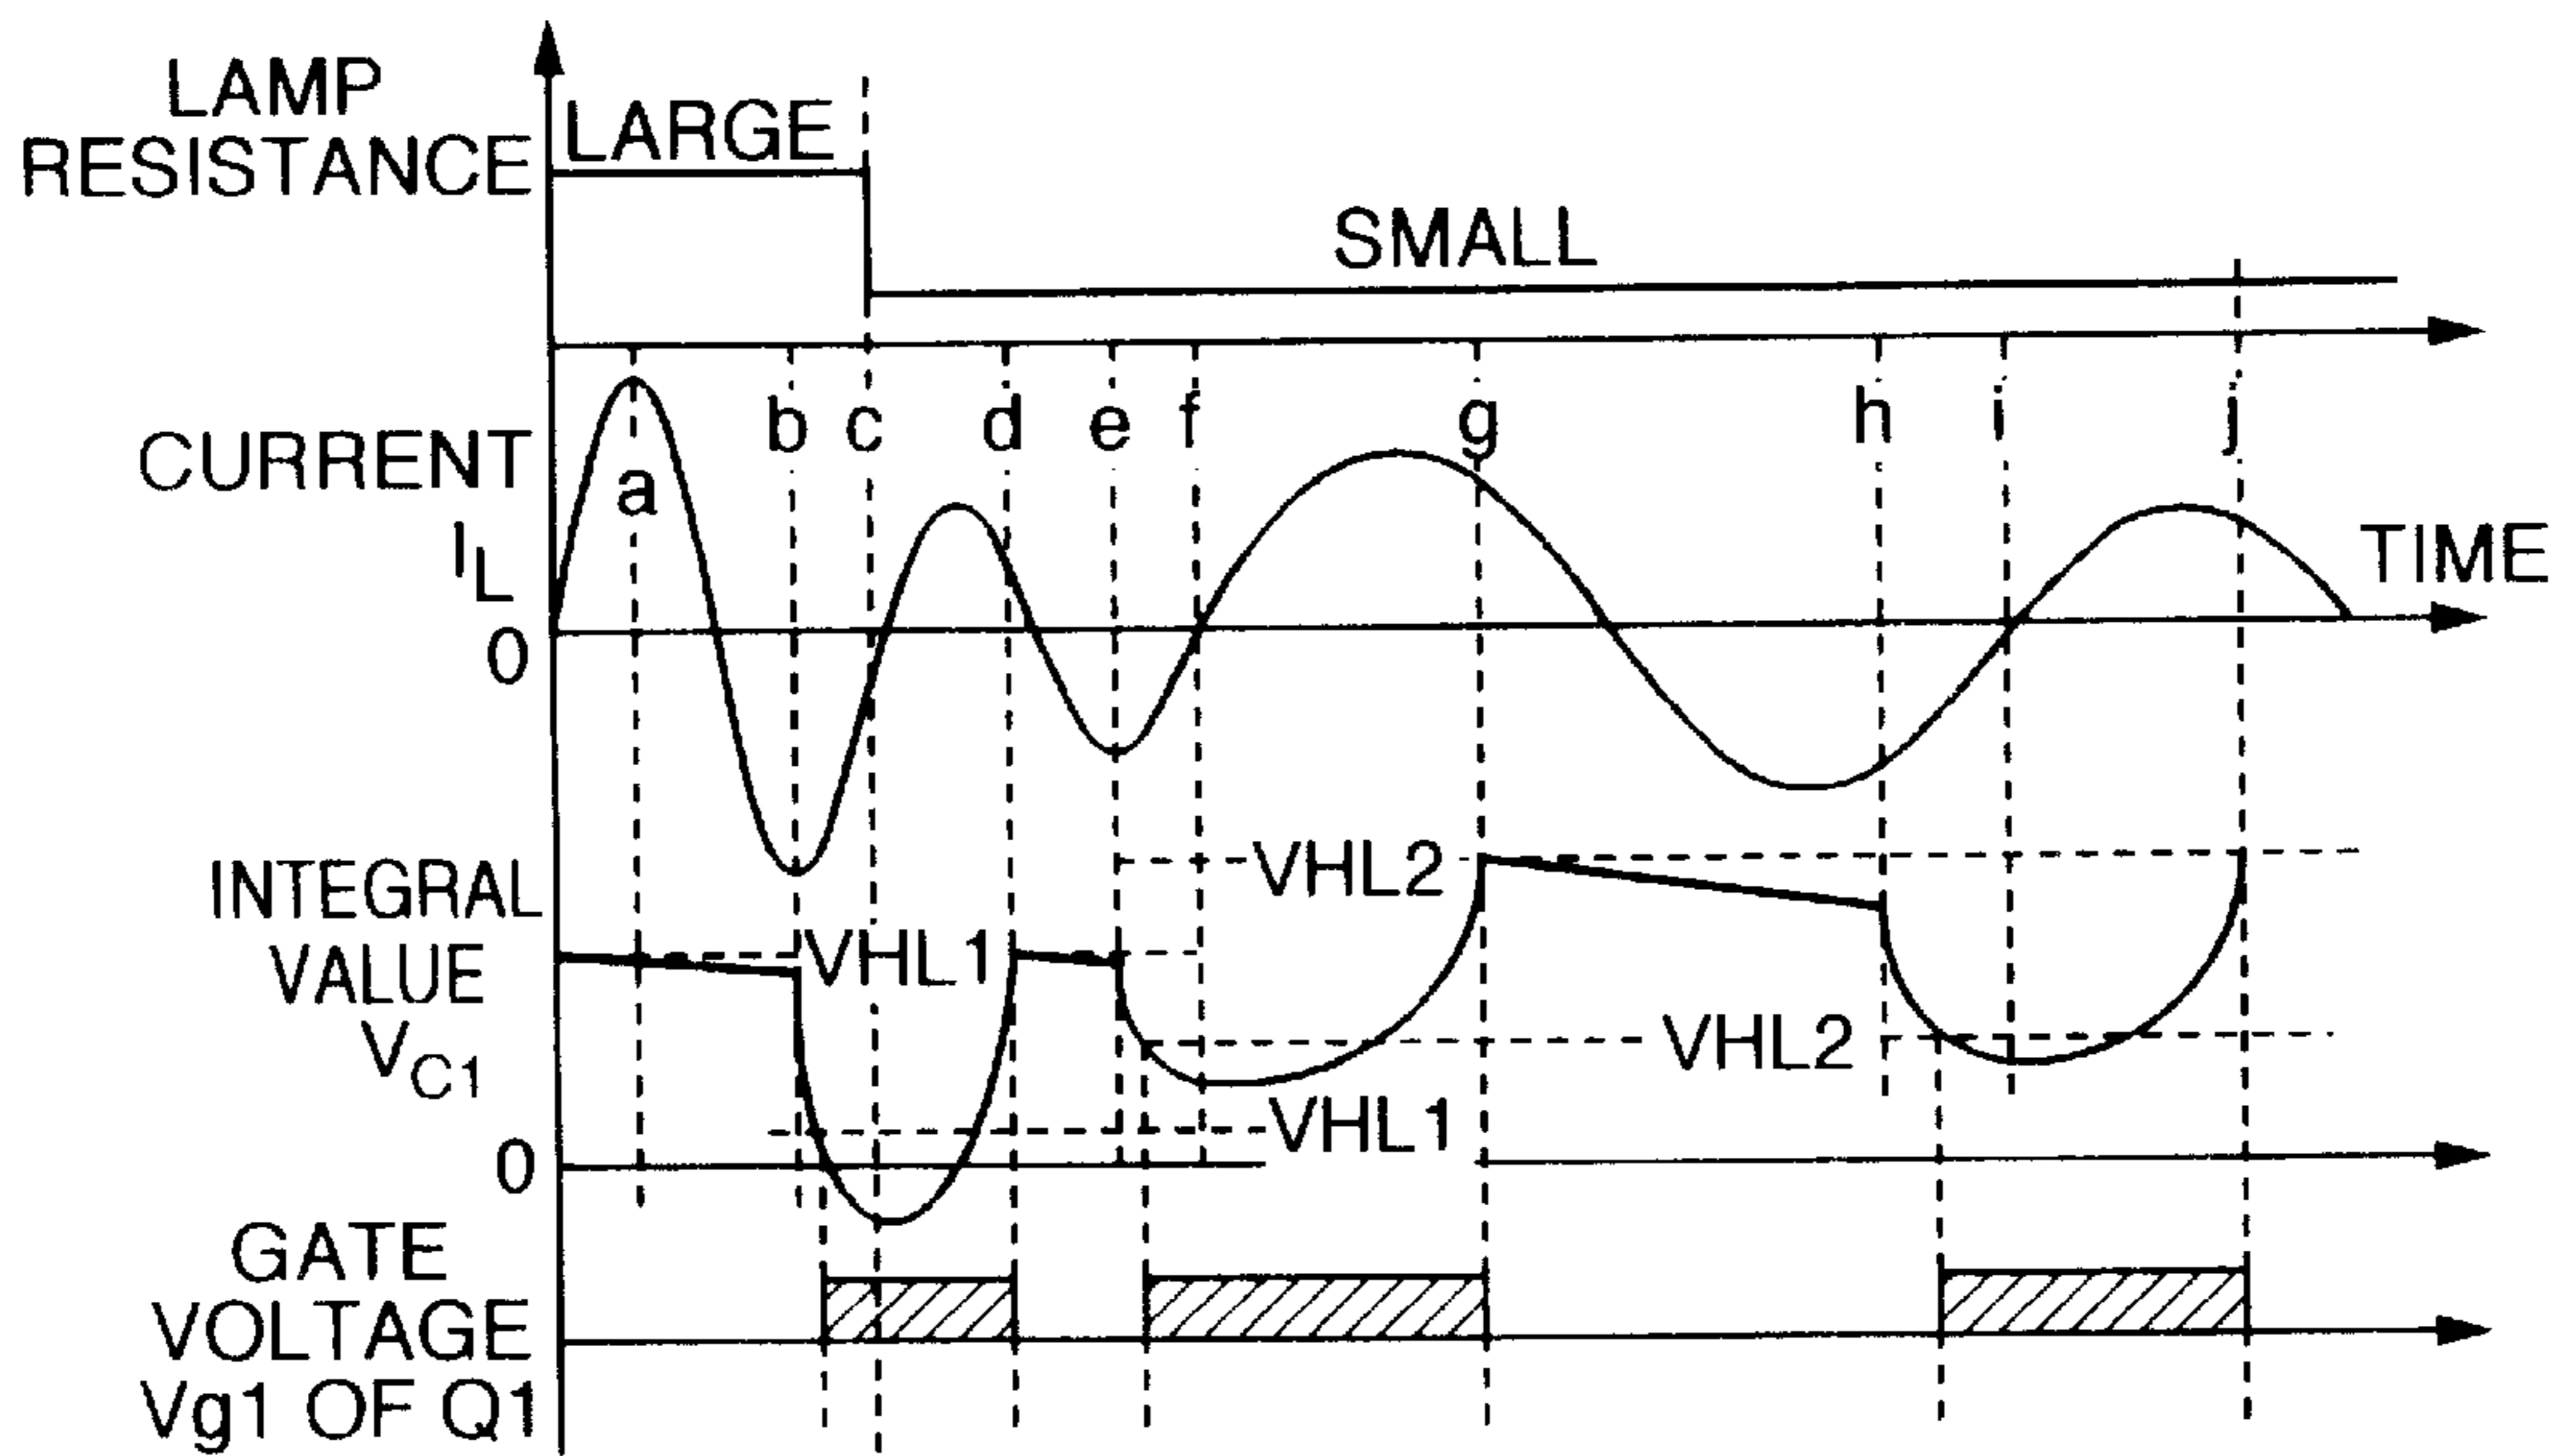 LAMP
RESISTANCE
LARGE
SMALL
CURRENT
IL
0
a
b
c
d
e
f
g
h
i
j
TIME
INTEGRAL
VALUE
VC1
VHL1
VHL2
VHL2
VHL1
0
GATE
VOLTAGE
Vg1 OF Q1